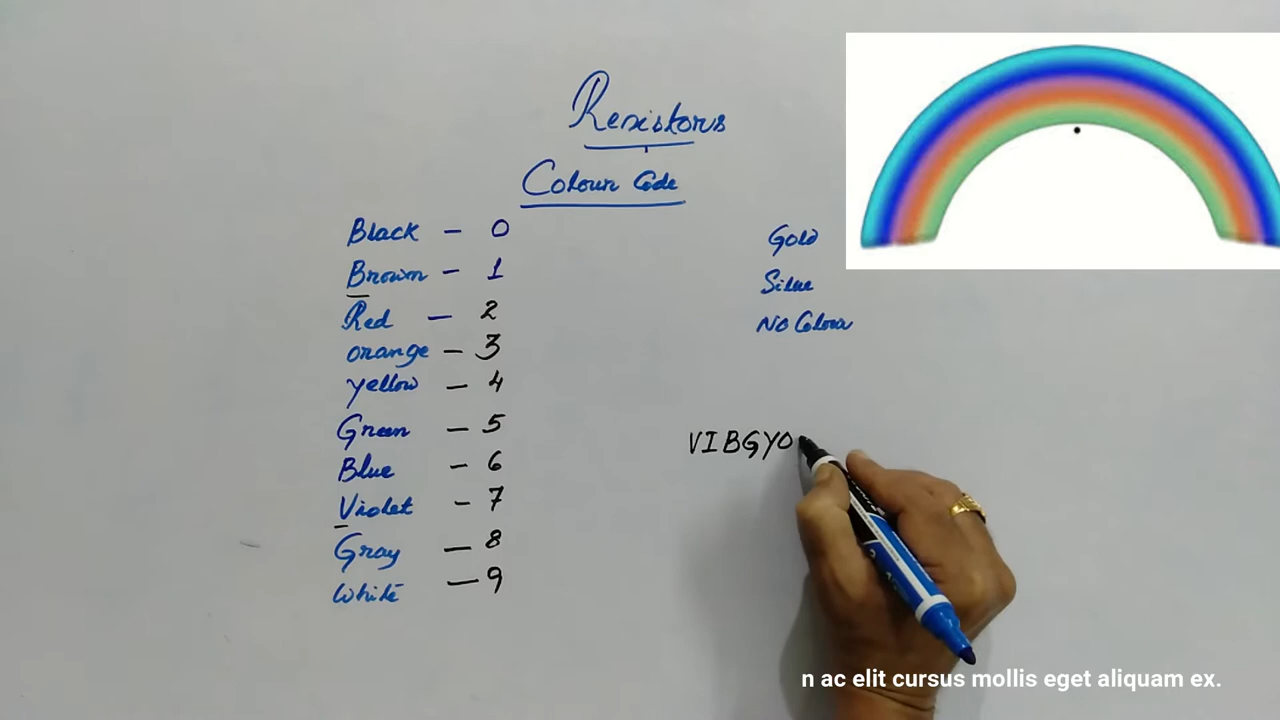 Resistors
Colour Code
Black - 0
Brown - 1
Red - 2
orange - 3
yellow - 4
Green - 5
Blue - 6
Violet - 7
Gray - 8
White - 9
Gold
Silve
No Colour
VIBGYO
n ac elit cursus mollis eget aliquam ex.